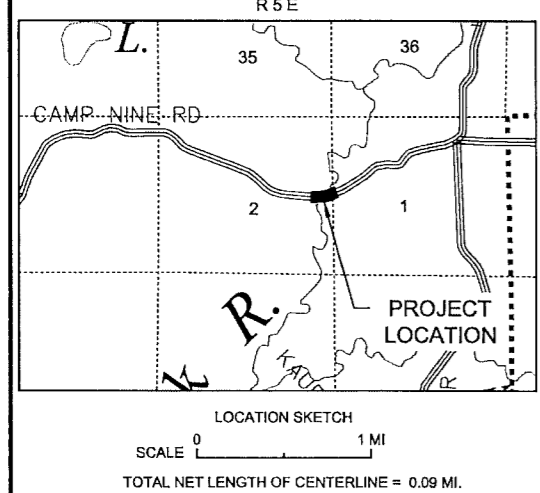 R 5 E
L.
35
36
CAMP NINE RD
2
1
R.
PROJECT
LOCATION
K
R
LOCATION SKETCH
SCALE 0 1 MI
TOTAL NET LENGTH OF CENTERLINE = 0.09 MI.